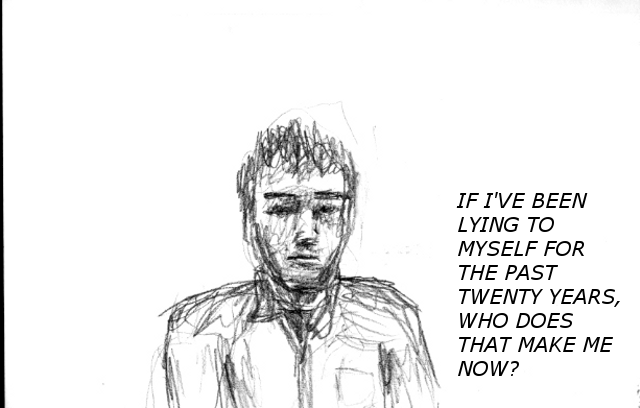 IF I'VE BEEN
LYING TO
MYSELF FOR
THE PAST
TWENTY YEARS,
WHO DOES
THAT MAKE ME
NOW?